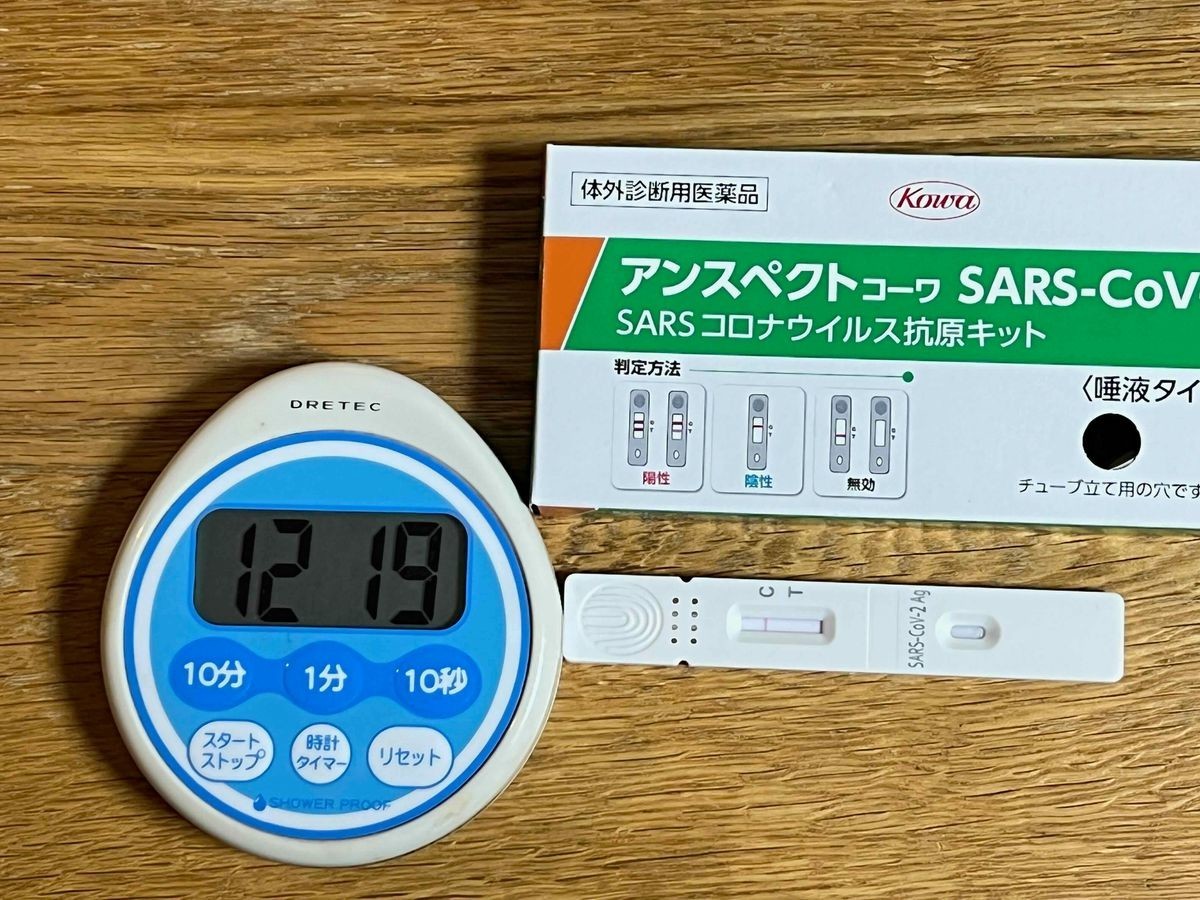 体外診断用医薬品
Kowa
アンスペクトコーワ SARS-CoV
SARSコロナウイルス抗原キット
判定方法
〈唾液タイ
陽性
陰性
無効
チューブ立て用の穴です
DRETEC
12 19
10分
1分
10秒
スタート
ストップ
時計
タイマー
リセット
SHOWER PROOF
C
T
SARS-CoV-2 Ag